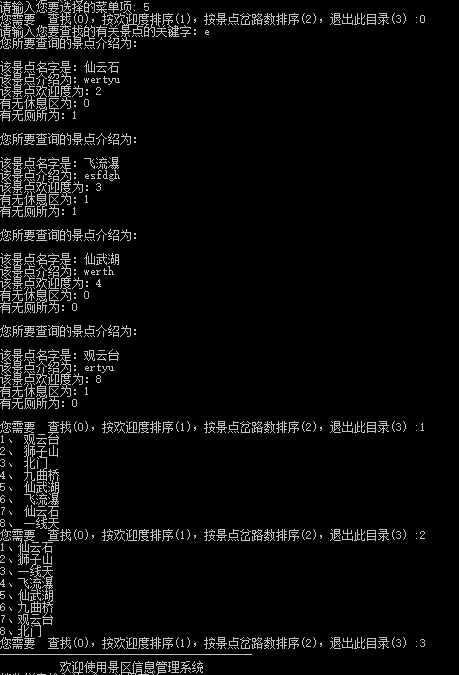 请输入您要选择的菜单项: 5
您需要  查找(0), 按欢迎度排序(1), 按景点岔路数排序(2), 退出此目录(3) :0
请输入您要查找的有关景点的关键字: e
您所要查询的景点介绍为:
该景点名字是: 仙云石
该景点介绍为: wertyu
该景点欢迎度为: 2
有无休息区为: 0
有无厕所为: 1
您所要查询的景点介绍为:
该景点名字是: 飞流瀑
该景点介绍为: esfdgh
该景点欢迎度为: 3
有无休息区为: 1
有无厕所为: 1
您所要查询的景点介绍为:
该景点名字是: 仙武湖
该景点介绍为: werth
该景点欢迎度为: 4
有无休息区为: 0
有无厕所为: 0
您所要查询的景点介绍为:
该景点名字是: 观云台
该景点介绍为: ertyu
该景点欢迎度为: 8
有无休息区为: 1
有无厕所为: 0
您需要  查找(0), 按欢迎度排序(1), 按景点岔路数排序(2), 退出此目录(3) :1
1、 观云台
2、 狮子山
3、 北门
4、 九曲桥
5、 仙武湖
6、 飞流瀑
7、 仙云石
8、 一线天
您需要  查找(0), 按欢迎度排序(1), 按景点岔路数排序(2), 退出此目录(3) :2
1、仙云石
2、狮子山
3、一线天
4、飞流瀑
5、仙武湖
6、九曲桥
7、观云台
8、北门
您需要  查找(0), 按欢迎度排序(1), 按景点岔路数排序(2), 退出此目录(3) :3
欢迎使用景区信息管理系统